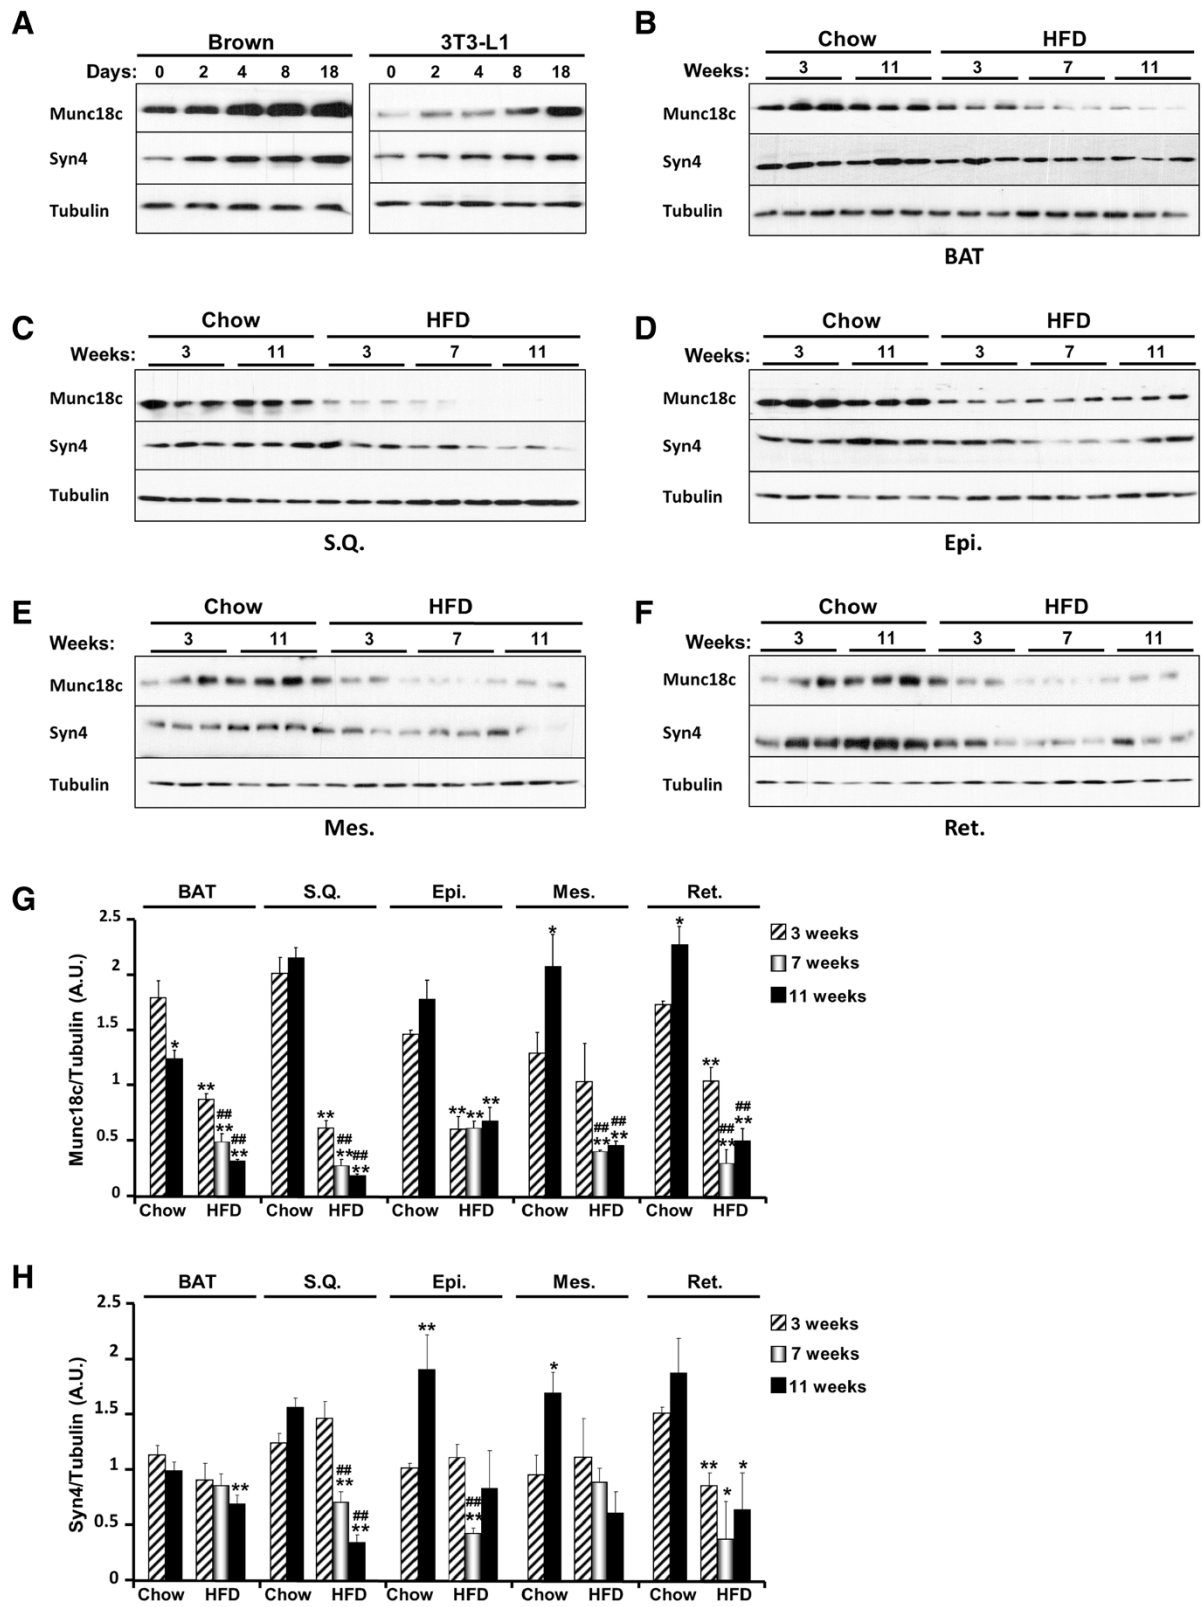 A
Brown 3T3-L1
Days: 0 2 4 8 18 0 2 4 8 18
Munc18c
Syn4
Tubulin
B
Chow HFD
Weeks: 3 11 3 7 11
Munc18c
Syn4
Tubulin
BAT
C
Chow HFD
Weeks: 3 11 3 7 11
Munc18c
Syn4
Tubulin
S.Q.
D
Chow HFD
Weeks: 3 11 3 7 11
Munc18c
Syn4
Tubulin
Epi.
E
Chow HFD
Weeks: 3 11 3 7 11
Munc18c
Syn4
Tubulin
Mes.
F
Chow HFD
Weeks: 3 11 3 7 11
Munc18c
Syn4
Tubulin
Ret.
G
BAT S.Q. Epi. Mes. Ret.
Munc18c/Tubulin (A.U.)
2.5
2
1.5
1
0.5
0
* ** ## ** ## **
** ## ** ## **
** ** **
* ## ** ## **
* ** ## ** ## **
Chow HFD Chow HFD Chow HFD Chow HFD Chow HFD
3 weeks
7 weeks
11 weeks
H
BAT S.Q. Epi. Mes. Ret.
Syn4/Tubulin (A.U.)
2.5
2
1.5
1
0.5
0
**
## ** ## **
** ## **
*
** * *
Chow HFD Chow HFD Chow HFD Chow HFD Chow HFD
3 weeks
7 weeks
11 weeks